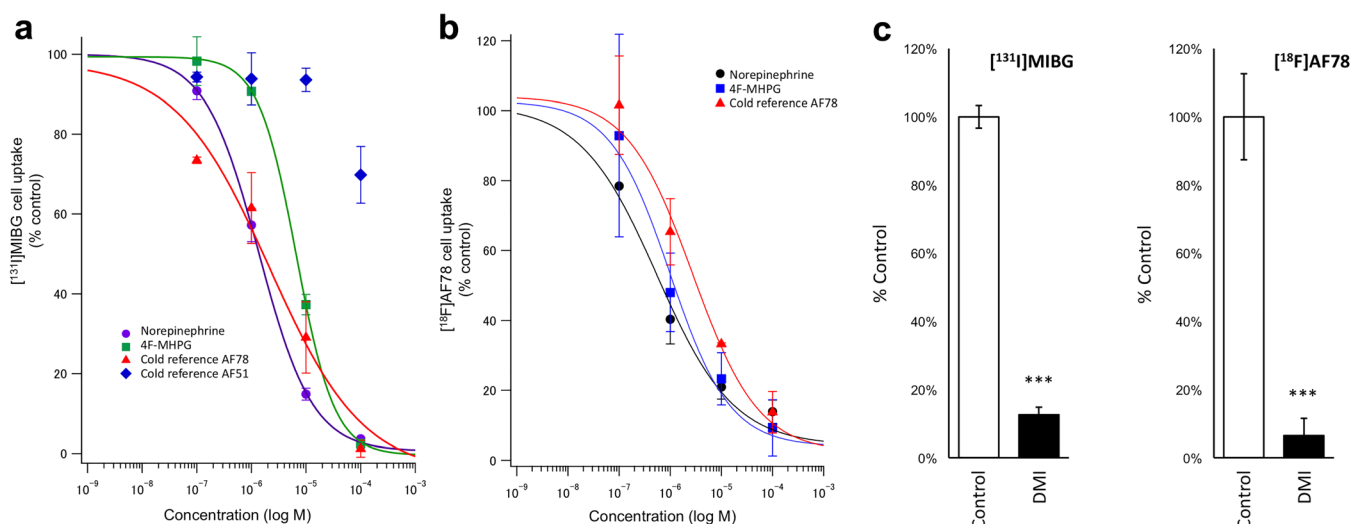 a
[¹³¹I]MIBG cell uptake
(% control)
100
80
60
40
20
0
10⁻⁹ 10⁻⁸ 10⁻⁷ 10⁻⁶ 10⁻⁵ 10⁻⁴ 10⁻³
Concentration (log M)
Norepinephrine
4F-MHPG
Cold reference AF78
Cold reference AF51
b
[¹⁸F]AF78 cell uptake
(% control)
120
100
80
60
40
20
0
10⁻⁹ 10⁻⁸ 10⁻⁷ 10⁻⁶ 10⁻⁵ 10⁻⁴ 10⁻³
Concentration (log M)
Norepinephrine
4F-MHPG
Cold reference AF78
c
[¹³¹I]MIBG
% Control
120%
100%
80%
60%
40%
20%
0%
***
Control
DMI
[¹⁸F]AF78
% Control
120%
100%
80%
60%
40%
20%
0%
***
Control
DMI